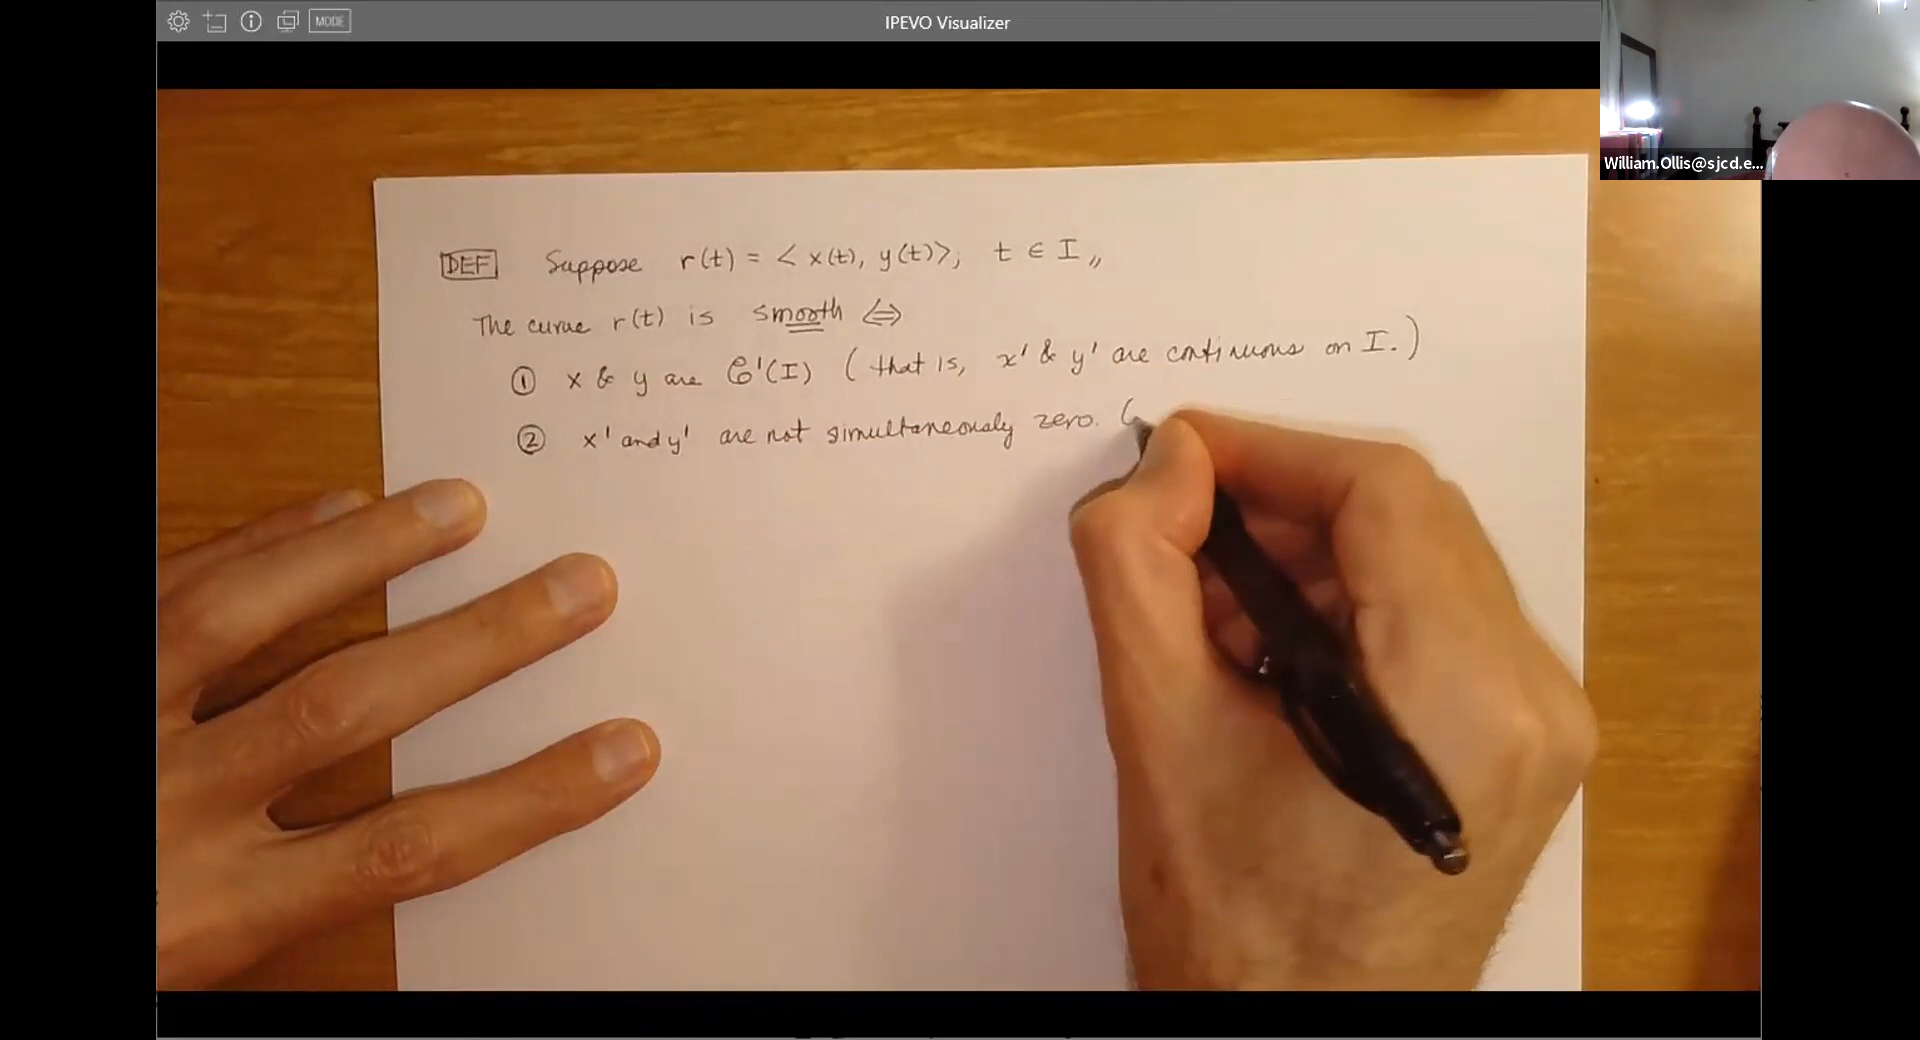 MODE
IPEVO Visualizer
William.Ollis@sjcd.e...
DEF Suppose r(t) = < x(t), y(t)>; t ∈ I,,
The curve r(t) is smooth ⇔
① x & y are C'(I) (that is, x' & y' are continuous on I.)
② x' and y' are not simultaneously zero. (